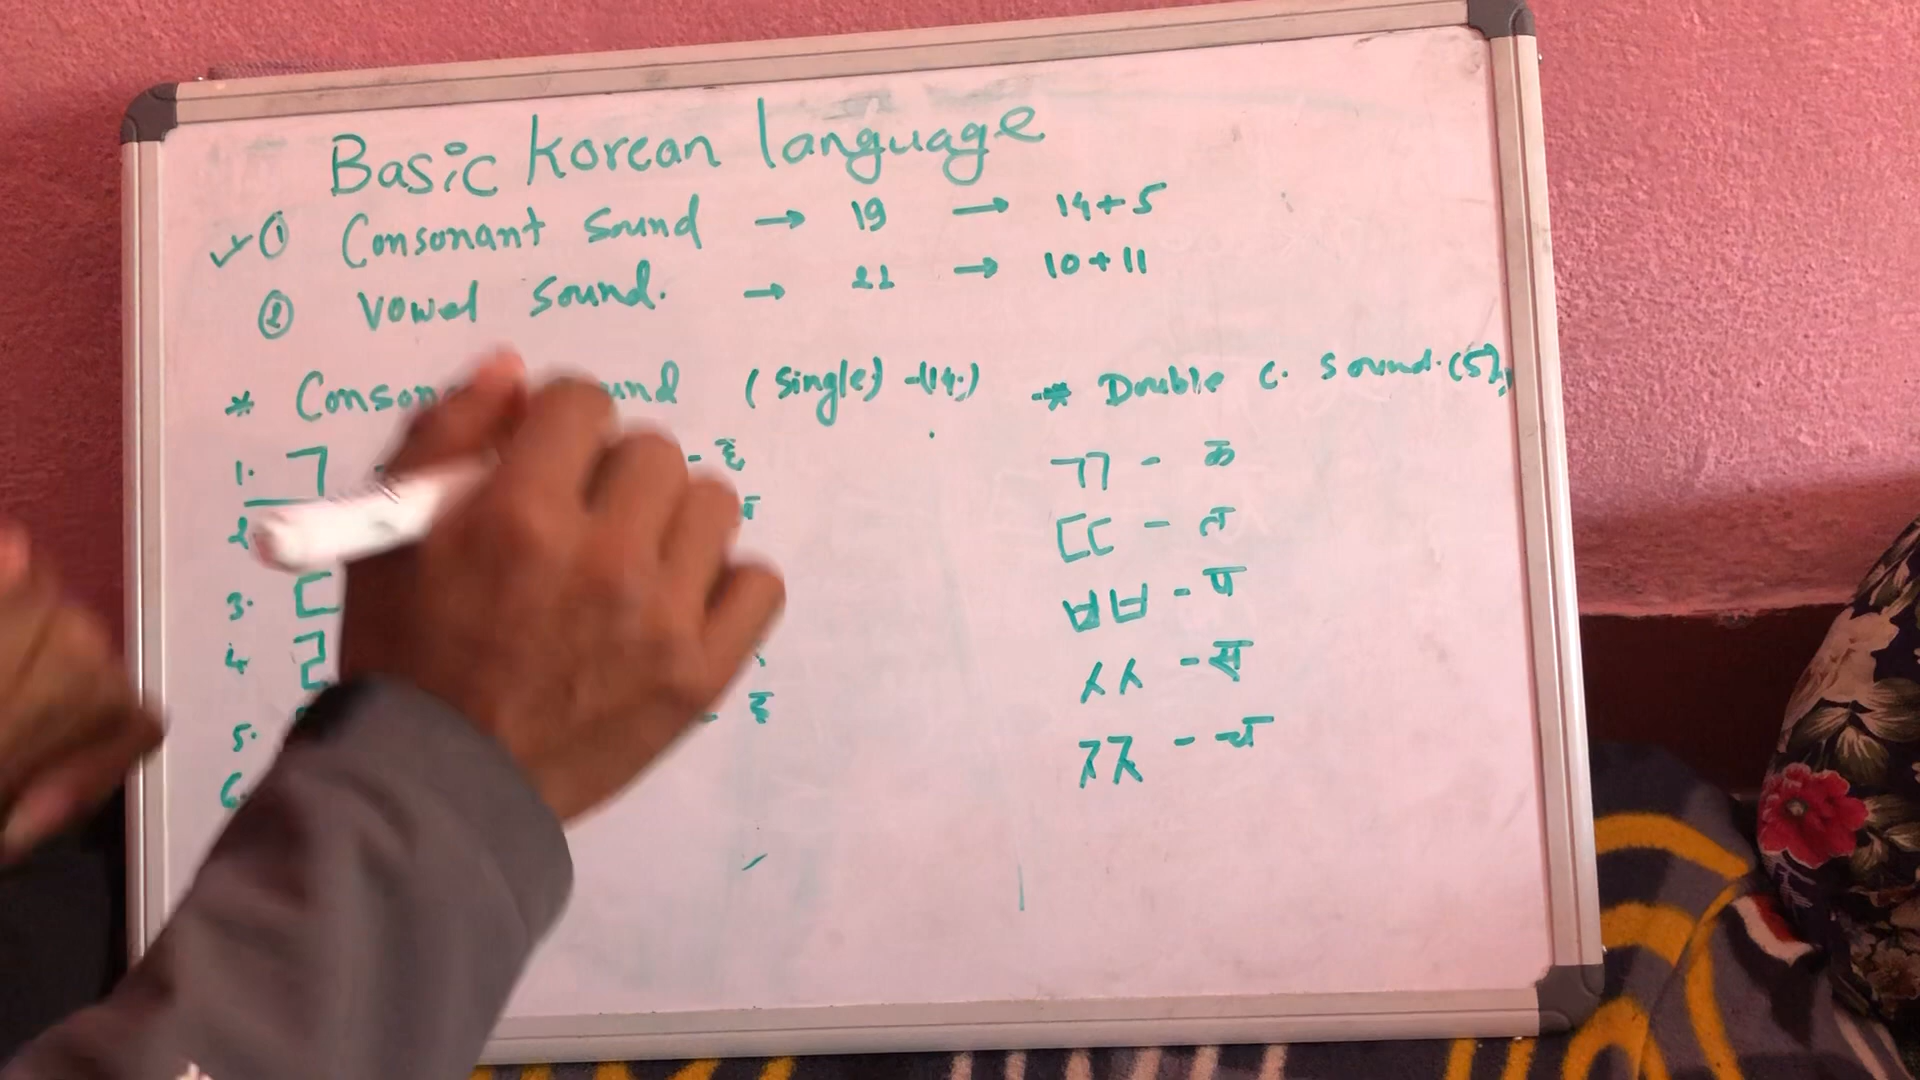 Basic Korean language
✓ ① Consonant Sound → 19 → 14+5
② Vowel Sound. → 21 → 10+11
* Sound (Single) - (14.)
1. ㄱ
2
3. ㄷ
4. ㄹ
5.
6.
* Double C. Sound. (5)
ㄲ - क
ㄸ - त
ㅃ - प
ㅆ - स
ㅉ - च